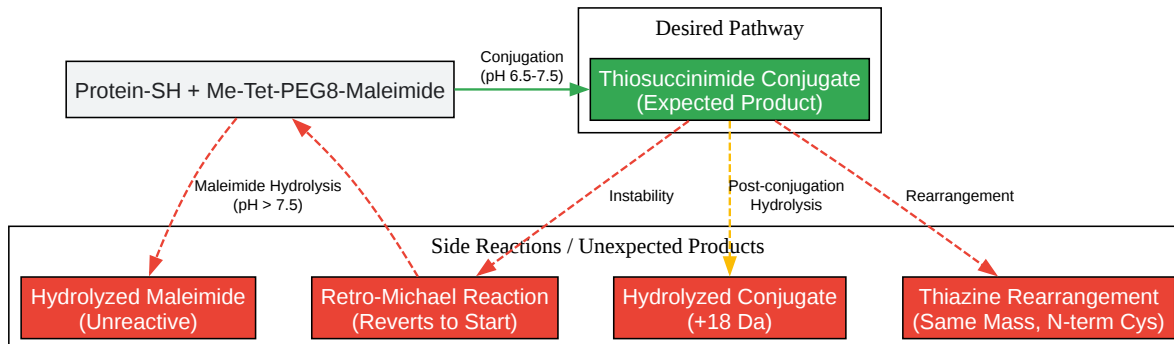 Desired Pathway
Protein-SH + Me-Tet-PEG8-Maleimide
Conjugation
(pH 6.5-7.5)
Thiosuccinimide Conjugate
(Expected Product)
Maleimide Hydrolysis
(pH > 7.5)
Instability
Post-conjugation
Hydrolysis
Rearrangement
Side Reactions / Unexpected Products
Hydrolyzed Maleimide
(Unreactive)
Retro-Michael Reaction
(Reverts to Start)
Hydrolyzed Conjugate
(+18 Da)
Thiazine Rearrangement
(Same Mass, N-term Cys)